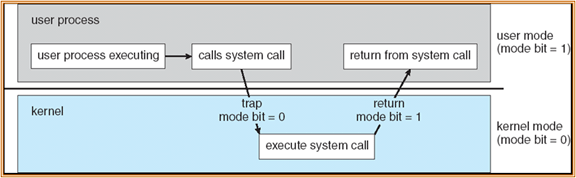 user process
user process executing
calls system call
return from system call
user mode
(mode bit = 1)
trap
mode bit = 0
return
mode bit = 1
kernel
execute system call
kernel mode
(mode bit = 0)